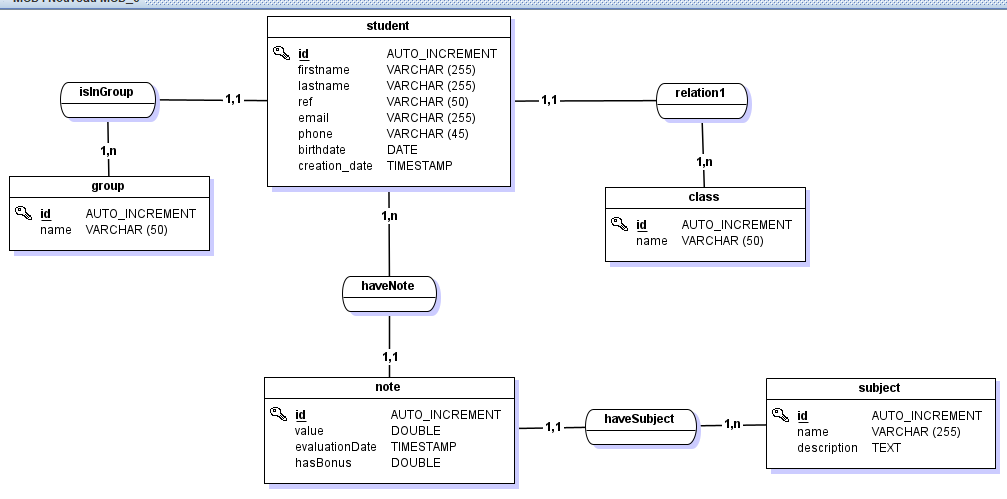 student
id AUTO_INCREMENT
firstname VARCHAR (255)
lastname VARCHAR (255)
ref VARCHAR (50)
email VARCHAR (255)
phone VARCHAR (45)
birthdate DATE
creation_date TIMESTAMP
isInGroup
1,1
1,1
relation1
1,n
1,n
group
id AUTO_INCREMENT
name VARCHAR (50)
class
id AUTO_INCREMENT
name VARCHAR (50)
1,n
haveNote
1,1
note
id AUTO_INCREMENT
value DOUBLE
evaluationDate TIMESTAMP
hasBonus DOUBLE
1,1
haveSubject
1,n
subject
id AUTO_INCREMENT
name VARCHAR (255)
description TEXT